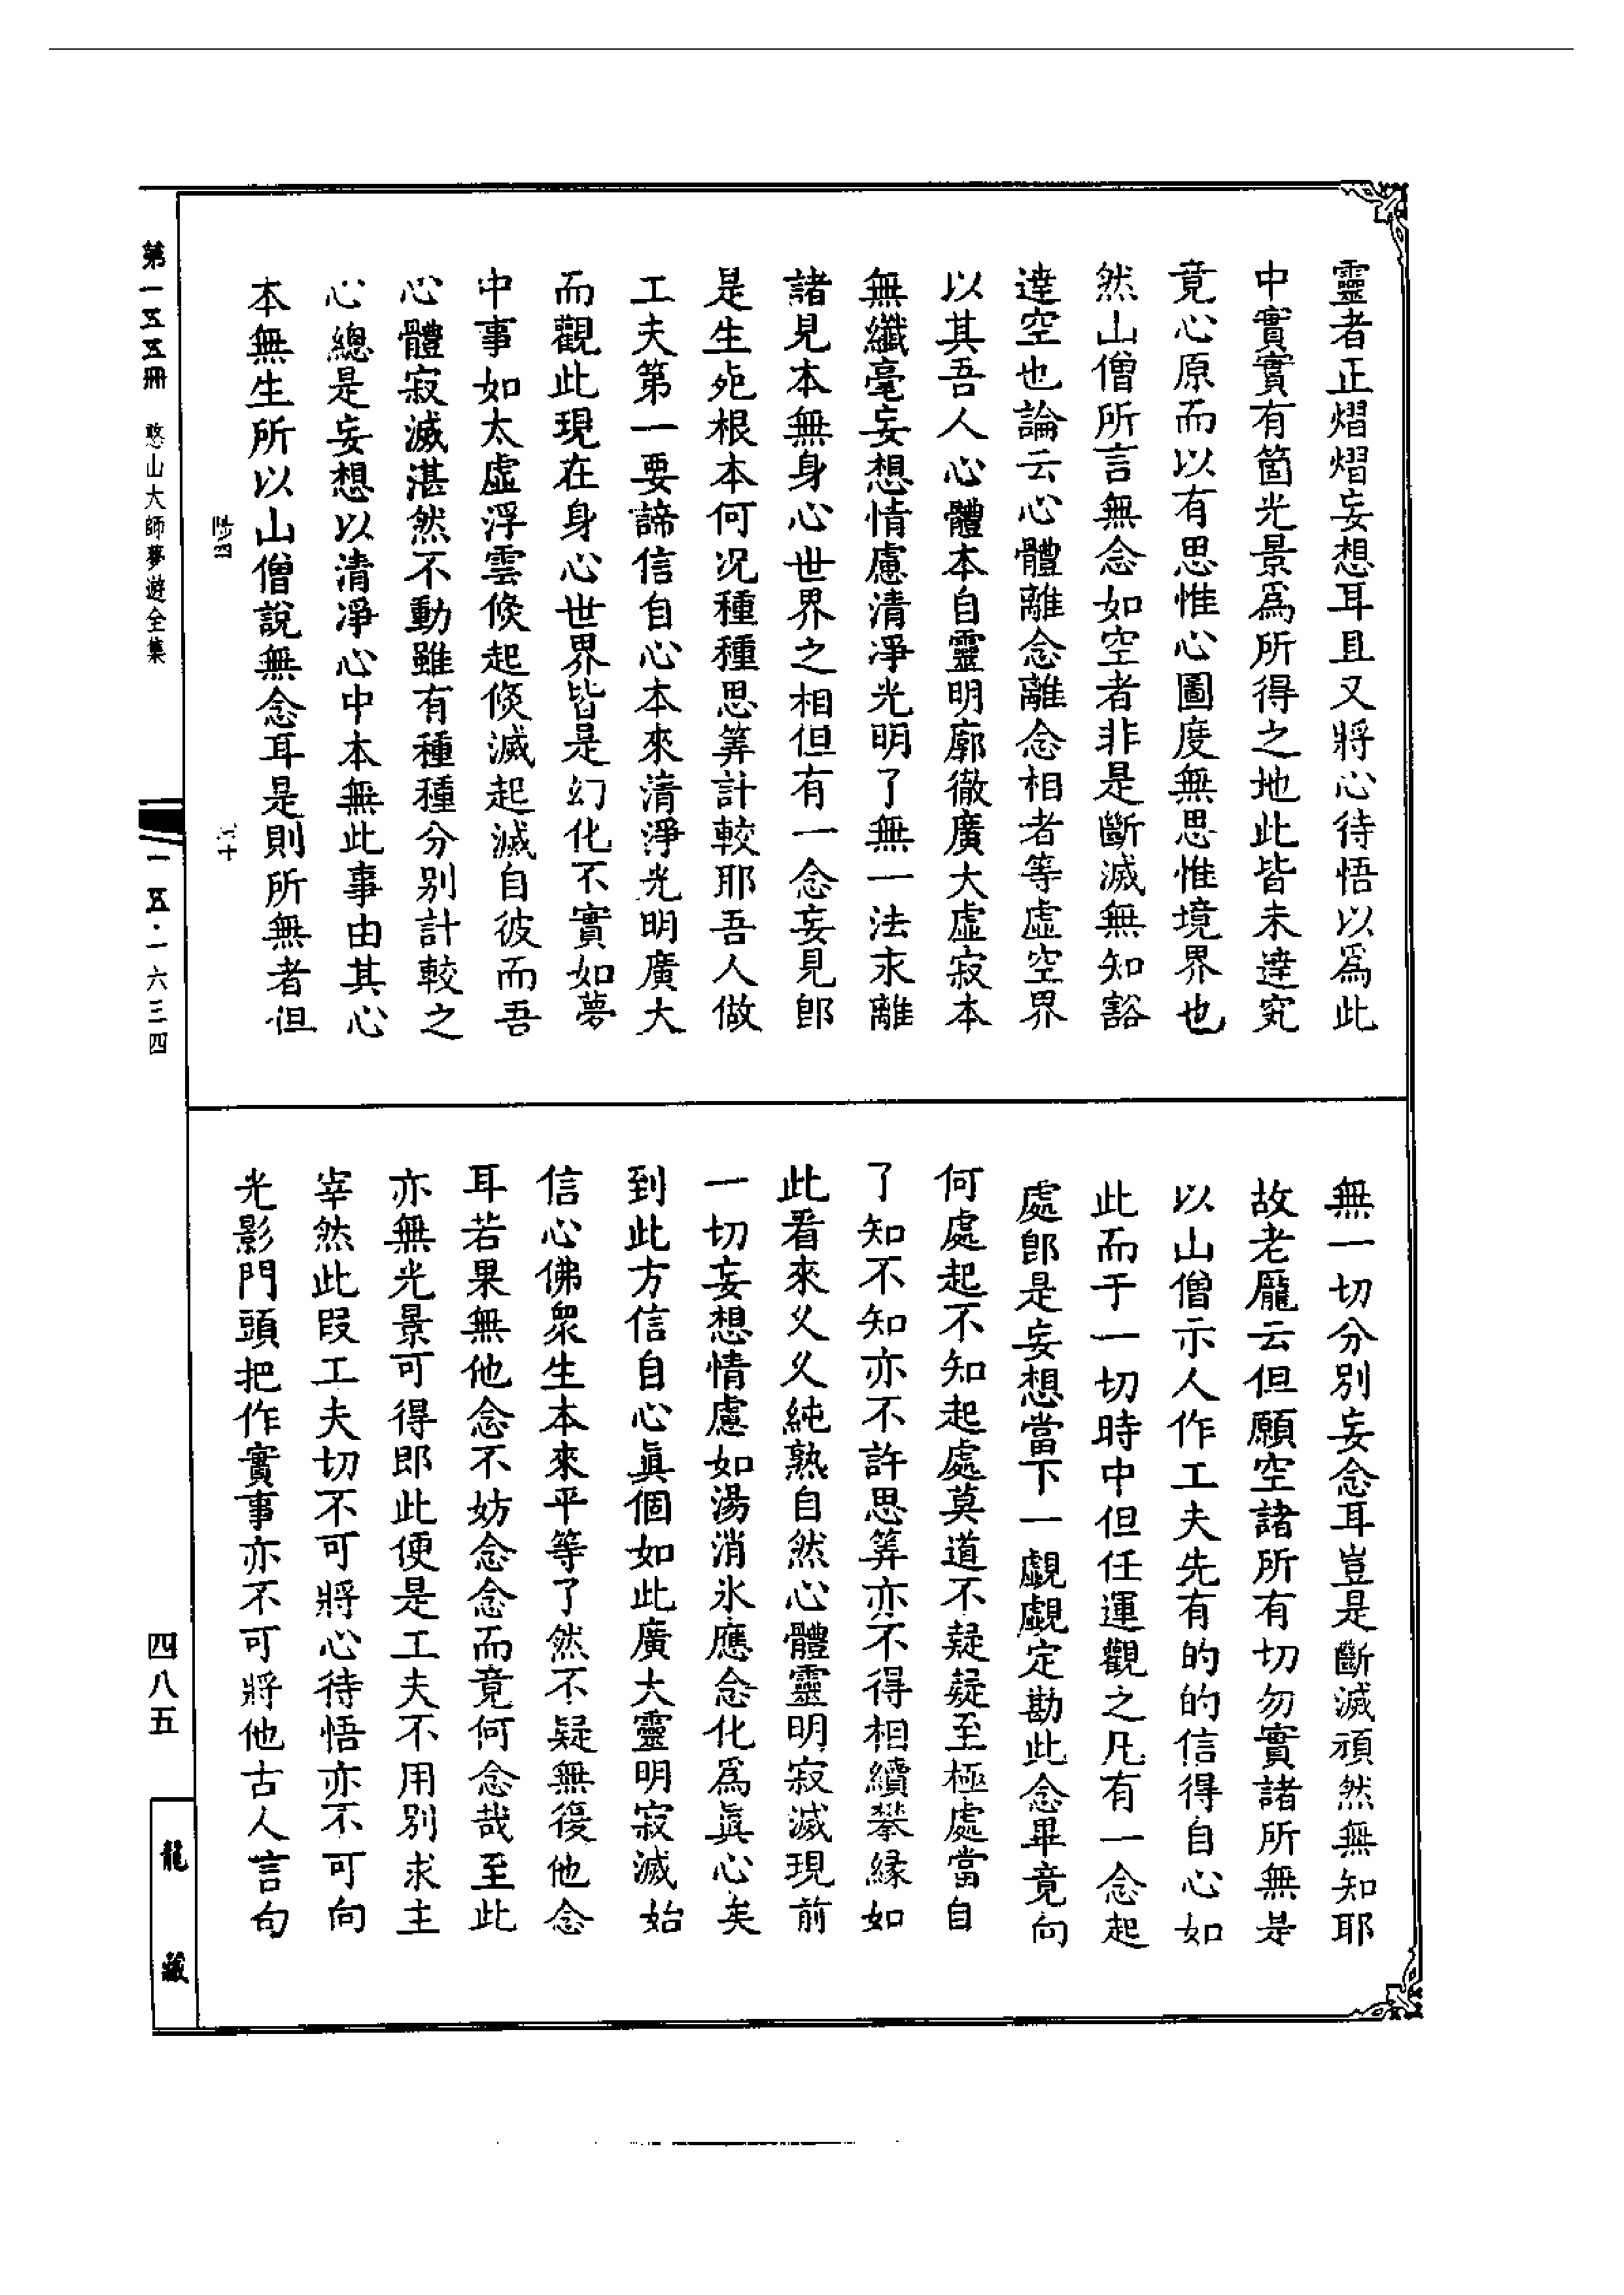 靈者正熠熠妄想耳且又將心待悟以爲此
中實實有箇光景爲所得之地此皆未達究
竟心原而以有思惟心圖度無思惟境界也
然山僧所言無念如空者非是斷滅無知豁
達空也論云心體離念離念相者等虛空界
以其吾人心體本自靈明廓徹廣大虛寂本
無纖毫妄想情慮清淨光明了無一法求離
諸見本無身心世界之相但有一念妄見卽
是生死根本何况種種思筭計較耶吾人做
工夫第一要諦信自心本來清淨光明廣大
而觀此現在身心世界皆是幻化不實如夢
中事如太虛浮雲倐起倐滅起滅自彼而吾
心體寂滅湛然不動雖有種種分別計較之
心總是妄想以清淨心中本無此事由其心
本無生所以山僧說無念耳是則所無者但
無一切分別妄念耳豈是斷滅頑然無知耶
故老龐云但願空諸所有切勿實諸所無是
以山僧示人作工夫先有的的信得自心如
此而于一切時中但任運觀之凡有一念起
處卽是妄想當下一覷覷定勘此念畢竟向
何處起不知起處莫道不疑疑至極處當自
了知不知亦不許思筭亦不得相續攀緣如
此看來久久純熟自然心體靈明寂滅現前
一切妄想情慮如湯消氷應念化爲眞心矣
到此方信自心眞個如此廣大靈明寂滅始
信心佛衆生本來平等了然不疑無復他念
耳若果無他念不妨念念而竟何念哉至此
亦無光景可得即此便是工夫不用別求主
宰然此段工夫切不可將心待悟亦不可向
光影門頭把作實事亦不可將他古人言句
第一五五冊 憨山大師夢遊全集
陟四
六十
一五·一六三四
四八五
龍藏